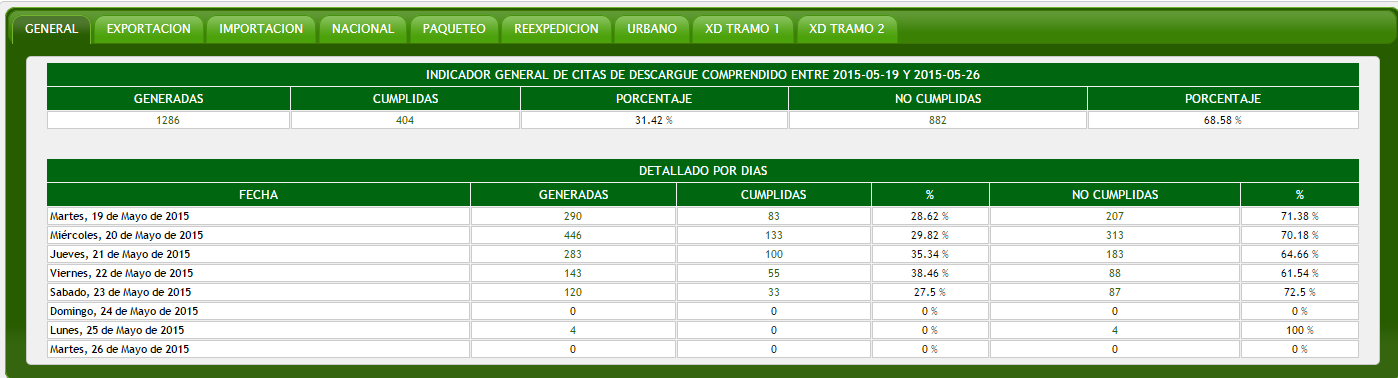 GENERAL EXPORTACION IMPORTACION NACIONAL PAQUETEO REEXPEDICION URBANO XD TRAMO 1 XD TRAMO 2
INDICADOR GENERAL DE CITAS DE DESCARGUE COMPRENDIDO ENTRE 2015-05-19 Y 2015-05-26
GENERADAS CUMPLIDAS PORCENTAJE NO CUMPLIDAS PORCENTAJE
1286 404 31.42 % 882 68.58 %
DETALLADO POR DIAS
FECHA GENERADAS CUMPLIDAS % NO CUMPLIDAS %
Martes, 19 de Mayo de 2015 290 83 28.62 % 207 71.38 %
Miércoles, 20 de Mayo de 2015 446 133 29.82 % 313 70.18 %
Jueves, 21 de Mayo de 2015 283 100 35.34 % 183 64.66 %
Viernes, 22 de Mayo de 2015 143 55 38.46 % 88 61.54 %
Sabado, 23 de Mayo de 2015 120 33 27.5 % 87 72.5 %
Domingo, 24 de Mayo de 2015 0 0 0 % 0 0 %
Lunes, 25 de Mayo de 2015 4 0 0 % 4 100 %
Martes, 26 de Mayo de 2015 0 0 0 % 0 0 %